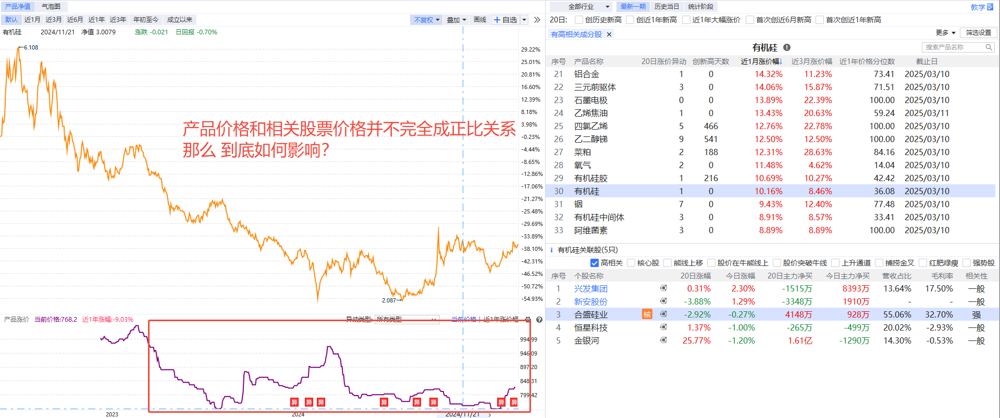 产品净值 气泡图
默认 近1月 近3月 近6月 近1年 近3年 年初至今 成立以来 不复权 叠加 画线 自选
有机硅 2024/11/21 净值 3.0079 涨跌 -0.021 日回报 -0.70%
6.108
29.22%
25.01%
20.81%
16.60%
12.39%
8.18%
3.98%
-0.23%
-4.44%
-8.65%
-12.86%
-17.06%
-21.27%
-25.48%
-29.69%
-33.89%
-38.10%
-42.31%
-46.52%
-50.72%
-54.93%
产品价格和相关股票价格并不完全成正比关系
那么 到底如何影响？
2.087
产品涨价 当前价格:768.2 近1年涨幅:-9.03% 异动类型: 所有类型 当前价格 近1年涨价幅
994.99
946.09
897.20
848.31
799.42
异 异 异 异 异 异 异 异
2023 2024 2024/11/21
全部行业 最新一期 历史当日 统计阶段 教学
20日: 创历史新高 创近1年新高 近1年大幅涨价 首次创近6月新高 首次创近1年新高
有高相关成分股 × 更多 筛选设置
有机硅 搜索产品名称
序号 产品名称 20日涨价异动 创新高天数 近1月涨价幅↓ 近3月涨价幅 近1年价格分位数 截止日
21 铝合金 1 0 14.32% 11.23% 73.41 2025/03/10
22 三元前驱体 3 0 14.06% 15.87% 71.51 2025/03/10
23 石墨电极 0 0 13.89% 22.39% 100.00 2025/03/10
24 乙烯焦油 1 0 13.43% 20.63% 59.24 2025/03/11
25 四氯乙烯 5 466 12.76% 22.78% 100.00 2025/03/10
26 乙二醇锑 9 541 12.50% 12.50% 100.00 2025/03/10
27 菜粕 2 188 12.31% 28.63% 84.16 2025/03/10
28 氧气 2 0 11.48% 4.62% 14.04 2025/03/10
29 有机硅胶 1 216 10.69% 10.27% 42.42 2025/03/10
30 有机硅 1 0 10.16% 8.46% 36.08 2025/03/10
31 铟 7 0 9.43% 12.40% 77.48 2025/03/10
32 有机硅中间体 3 0 8.91% 8.57% 33.41 2025/03/10
33 阿维菌素 3 0 8.89% 8.89% 100.00 2025/03/10
有机硅关联股(5只)
高相关 核心股 熊线上移 股价在牛熊线上 股价突破牛线 上升通道 捕捞金叉 红肥绿瘦 强势股
序号 个股名称 20日涨幅 今日涨幅 20日主力净买 今日主力净买 营收占比 毛利率 相关性
1 兴发集团 0.31% 2.30% -1515万 8393万 13.64% 17.50% 一般
2 新安股份 -3.88% 1.29% -3348万 1910万 - - 一般
3 合盛硅业 核 -2.92% -0.27% 4148万 928万 55.06% 32.70% 强
4 恒星科技 1.37% -1.00% -265万 -499万 20.02% -2.93% 一般
5 金银河 25.77% -1.20% 1.61亿 -1290万 14.30% -0.53% 一般